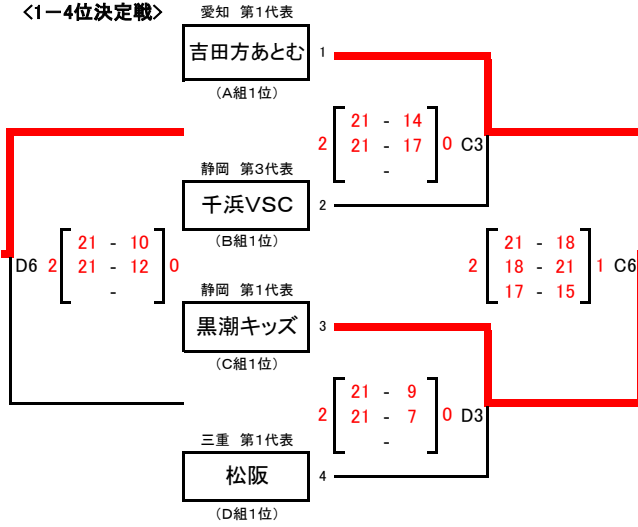 <1－4位決定戦>
愛知　第1代表
吉田方あとむ
1
(A組1位)
2
21 - 14
21 - 17
-
0
C3
静岡　第3代表
千浜VSC
2
(B組1位)
D6
2
21 - 10
21 - 12
-
0
2
21 - 18
18 - 21
17 - 15
1
C6
静岡　第1代表
黒潮キッズ
3
(C組1位)
2
21 - 9
21 - 7
-
0
D3
三重　第1代表
松阪
4
(D組1位)